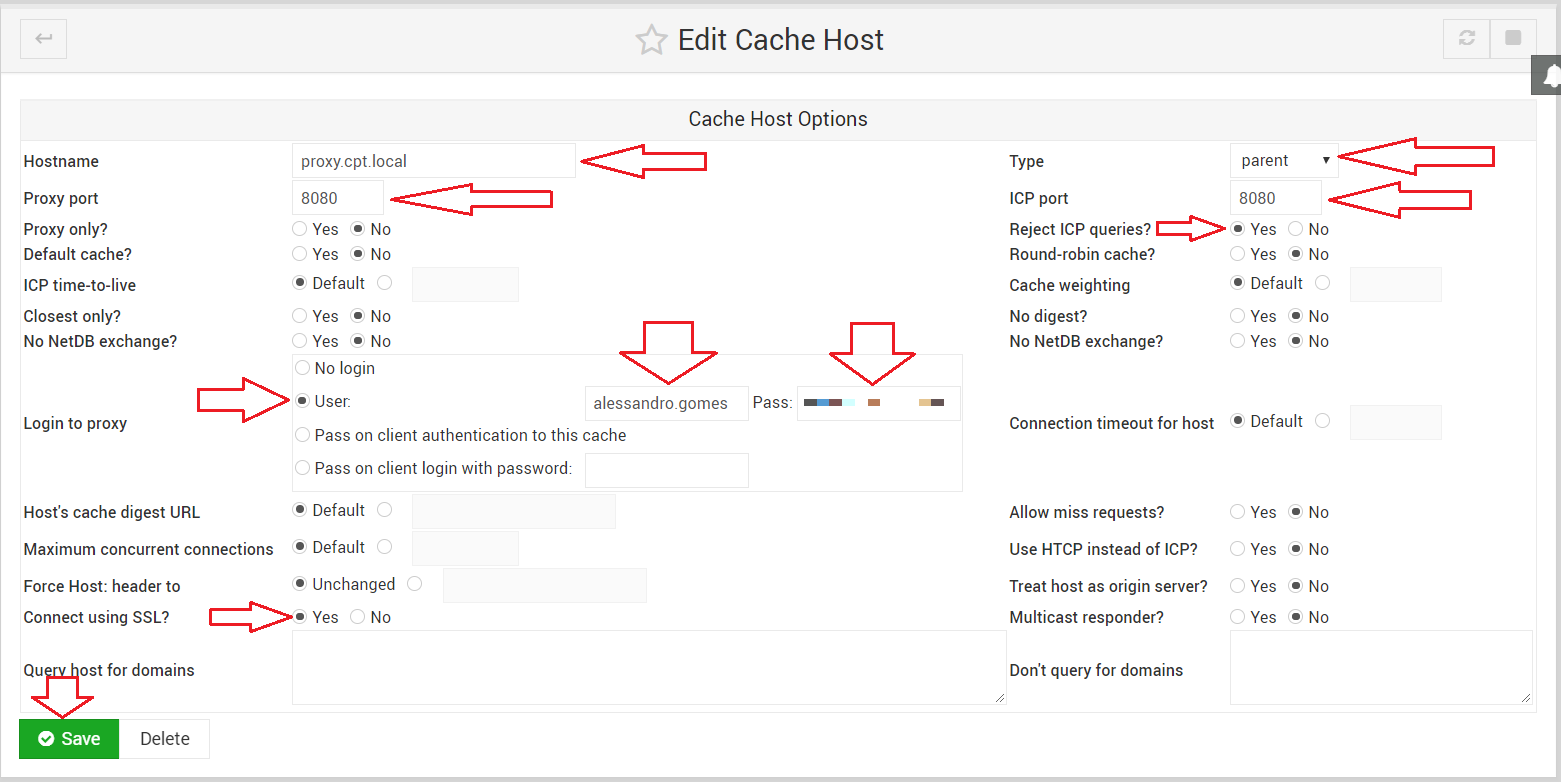 Edit Cache Host
Cache Host Options
Hostname proxy.cpt.local Type parent
Proxy port 8080 ICP port 8080
Proxy only? Yes No Reject ICP queries? Yes No
Default cache? Yes No Round-robin cache? Yes No
ICP time-to-live Default Cache weighting Default
Closest only? Yes No No digest? Yes No
No NetDB exchange? Yes No No NetDB exchange? Yes No
No login
User: alessandro.gomes Pass:
Login to proxy Connection timeout for host Default
Pass on client authentication to this cache
Pass on client login with password:
Host's cache digest URL Default Allow miss requests? Yes No
Maximum concurrent connections Default Use HTCP instead of ICP? Yes No
Force Host: header to Unchanged Treat host as origin server? Yes No
Connect using SSL? Yes No Multicast responder? Yes No
Query host for domains Don't query for domains
Save Delete